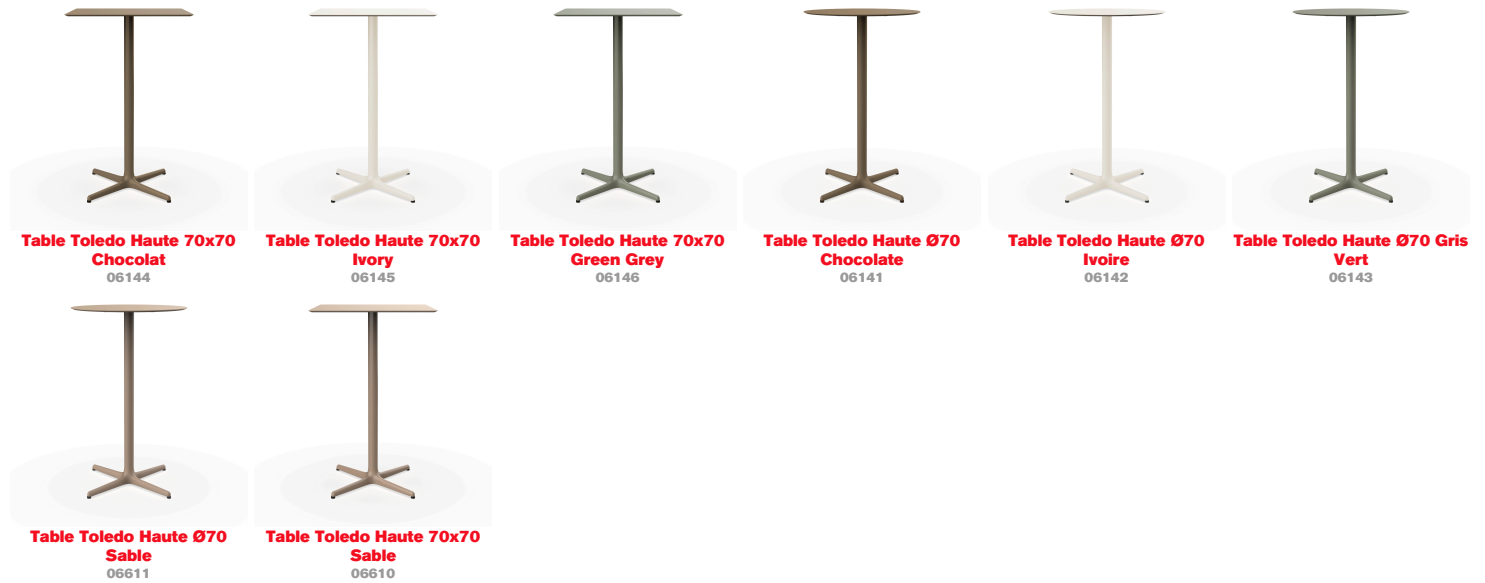 Table Toledo Haute 70x70
Chocolat
06144
Table Toledo Haute 70x70
Ivory
06145
Table Toledo Haute 70x70
Green Grey
06146
Table Toledo Haute Ø70
Chocolate
06141
Table Toledo Haute Ø70
Ivoire
06142
Table Toledo Haute Ø70 Gris
Vert
06143
Table Toledo Haute Ø70
Sable
06611
Table Toledo Haute 70x70
Sable
06610